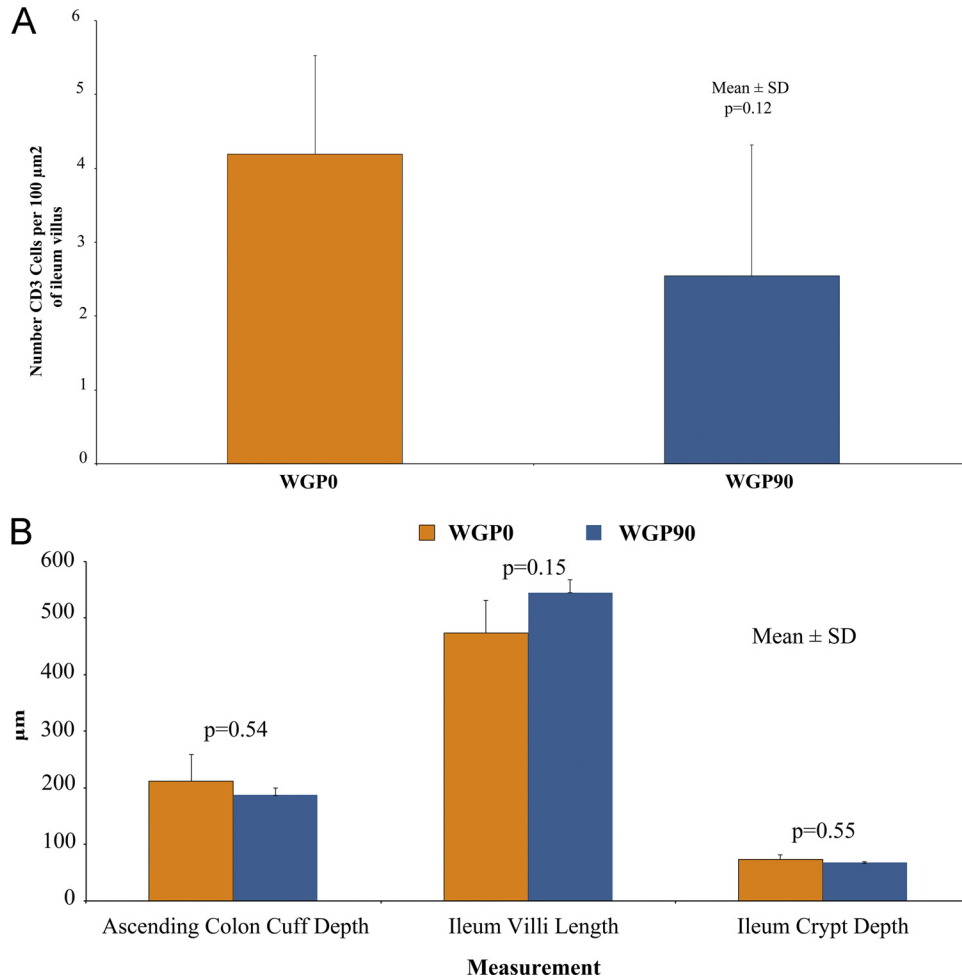 A
6
5
4
3
2
1
0
Number CD3 Cells per 100 µm2
of ileum villus
Mean ± SD
p=0.12
WGP0
WGP90
B
WGP0
WGP90
600
500
400
300
200
100
0
µm
p=0.54
p=0.15
Mean ± SD
p=0.55
Ascending Colon Cuff Depth
Ileum Villi Length
Ileum Crypt Depth
Measurement